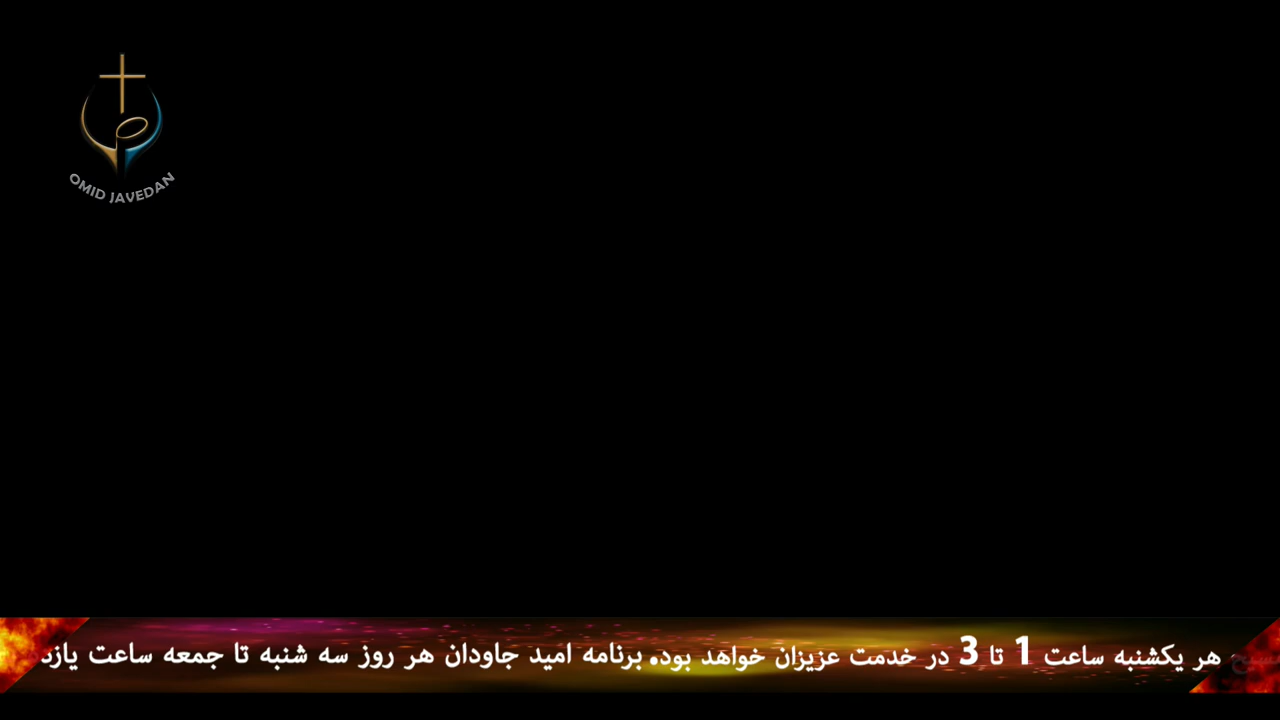 OMID JAVEDAN
هر یکشنبه ساعت 1 تا 3 در خدمت عزیزان خواهد بود. برنامه امید جاودان هر روز سه شنبه تا جمعه ساعت